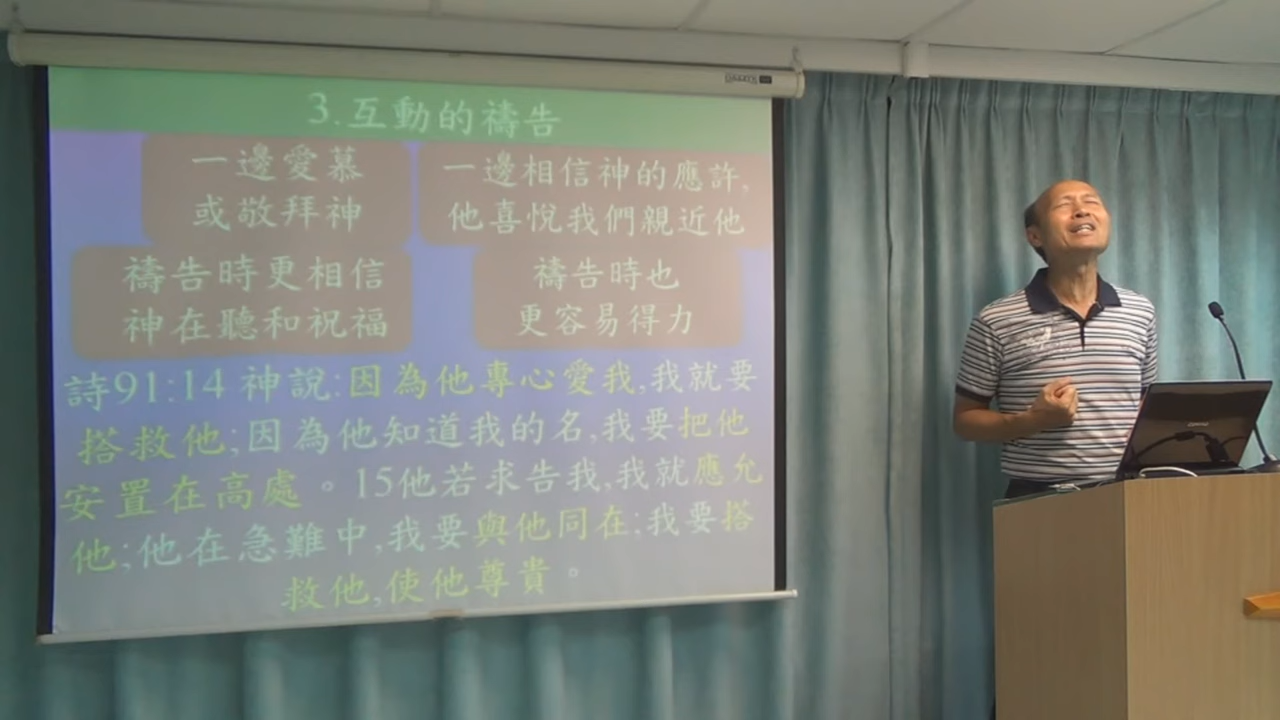 3.互動的禱告
一邊愛慕
或敬拜神
一邊相信神的應許,
他喜悅我們親近他
禱告時更相信
神在聽和祝福
禱告時也
更容易得力
詩91:14 神說:因為他專心愛我,我就要
搭救他;因為他知道我的名,我要把他
安置在高處。15他若求告我,我就應允
他;他在急難中,我要與他同在;我要搭
救他,使他尊貴。